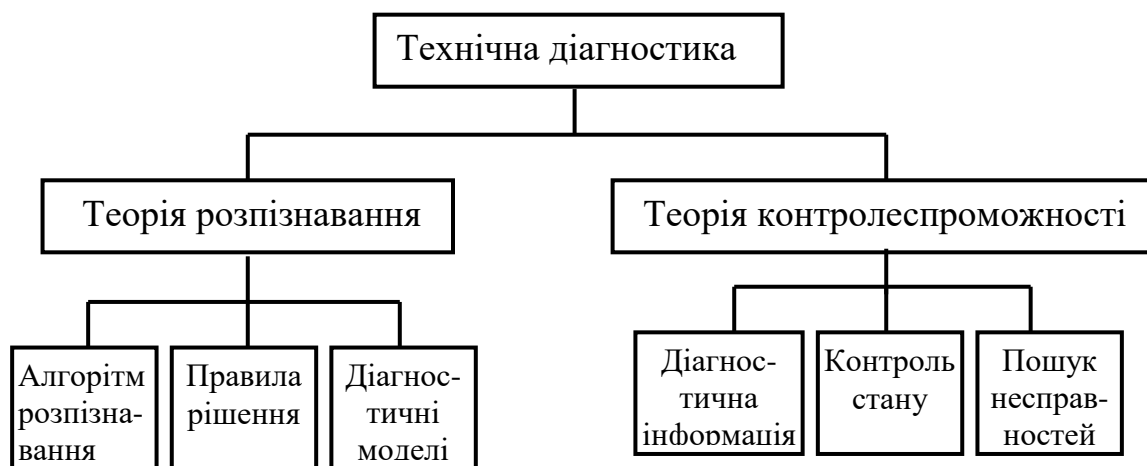 Технічна діагностика
Теорія розпізнавання
Теорія контролеспроможності
Алгорітм
розпізна-
вання
Правила
рішення
Діагнос-
тичні
моделі
Діагнос-
тична
інформація
Контроль
стану
Пошук
несправ-
ностей